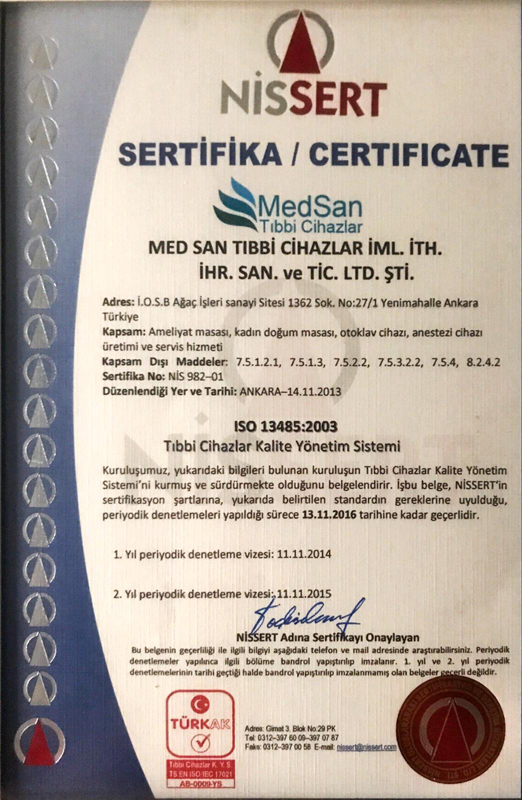 NİSSERT
SERTİFİKA / CERTIFICATE
MedSan
Tıbbi Cihazlar
MED SAN TIBBİ CİHAZLAR İML. İTH.
İHR. SAN. ve TİC. LTD. ŞTİ.
Adres: İ.O.S.B Ağaç İşleri sanayi Sitesi 1362 Sok. No:27/1 Yenimahalle Ankara
Türkiye
Kapsam: Ameliyat masası, kadın doğum masası, otoklav cihazı, anestezi cihazı
üretimi ve servis hizmeti
Kapsam Dışı Maddeler: 7.5.1.2.1, 7.5.1.3, 7.5.2.2, 7.5.3.2.2, 7.5.4, 8.2.4.2
Sertifika No: NİS 982–01
Düzenlendiği Yer ve Tarihi: ANKARA–14.11.2013
ISO 13485:2003
Tıbbi Cihazlar Kalite Yönetim Sistemi
Kuruluşumuz, yukarıdaki bilgileri bulunan kuruluşun Tıbbi Cihazlar Kalite Yönetim
Sistemi'ni kurmuş ve sürdürmekte olduğunu belgelendirir. İşbu belge, NİSSERT'in
sertifikasyon şartlarına, yukarıda belirtilen standardın gereklerine uyulduğu,
periyodik denetlemeleri yapıldığı sürece 13.11.2016 tarihine kadar geçerlidir.
1. Yıl periyodik denetleme vizesi: 11.11.2014
2. Yıl periyodik denetleme vizesi: 11.11.2015
NİSSERT Adına Sertifikayı Onaylayan
Bu belgenin geçerliliği ile ilgili bilgiyi aşağıdaki telefon ve mail adresinde araştırabilirsiniz. Periyodik
denetlemeler yapılınca ilgili bölüme bandrol yapıştırılıp imzalanır. 1. yıl ve 2. yıl periyodik
denetlemelerinin tarihi geçtiği halde bandrol yapıştırılıp imzalanmamış olan belgeler geçerli değildir.
TÜRKAK
Tıbbi Cihazlar K. Y. S.
TS EN ISO IEC 17021
AB-0009-YS
Adres: Gimat 3. Blok No:29 PK
Tel: 0312–397 60 09–397 07 87
Faks: 0312–397 00 58 E-mail: nissert@nissert.com